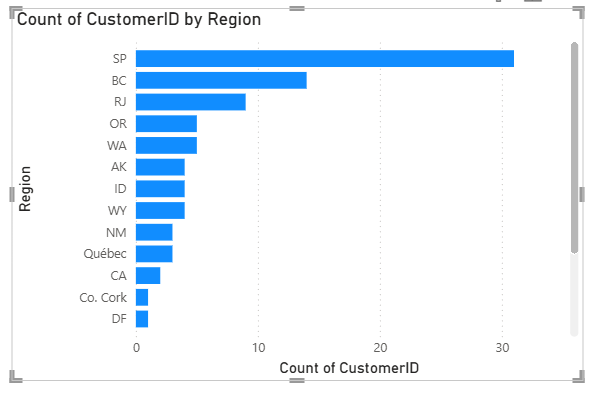 Count of CustomerID by Region
SP
BC
RJ
OR
WA
AK
ID
WY
NM
Québec
CA
Co. Cork
DF
Region
0 10 20 30
Count of CustomerID